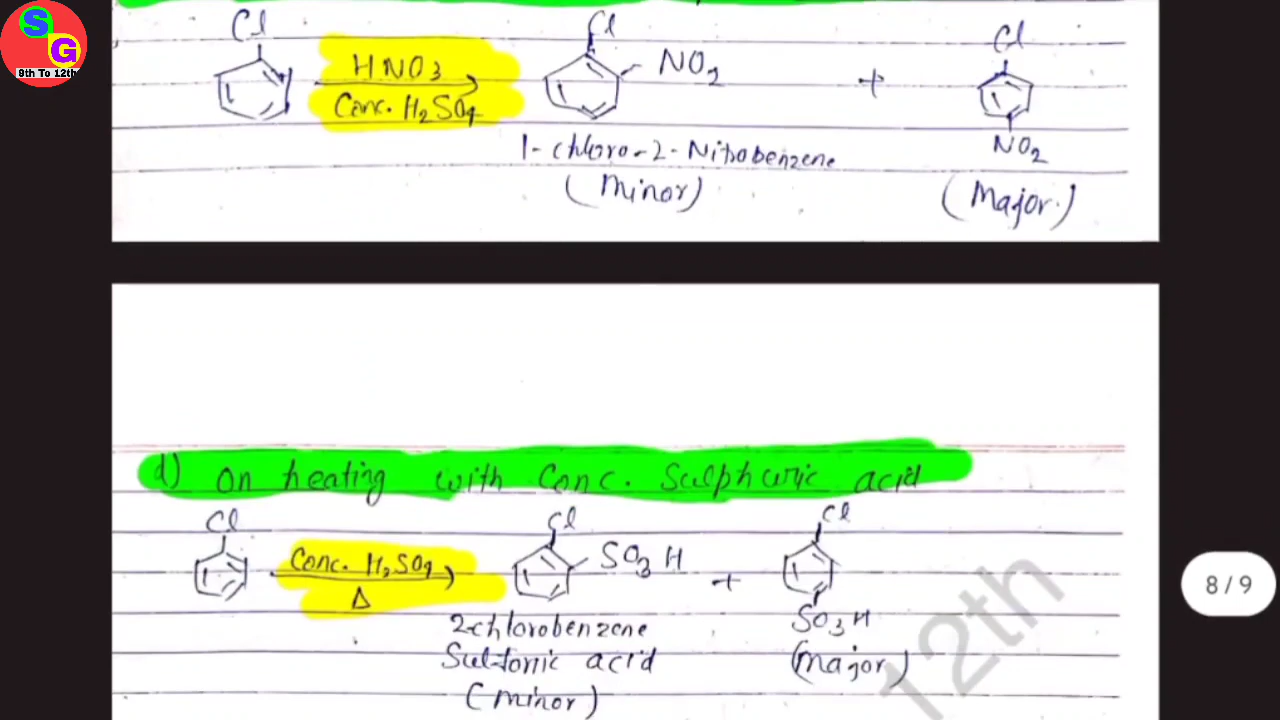 S
G
9th To 12th
Cl
Cl
Cl
HNO3
NO2
+
Conc. H2SO4
1-chloro-2-Nitrobenzene
NO2
(Minor)
(Major)
d) on heating with Conc. Sulphuric acid
Cl
Cl
Cl
Conc. H2SO4
SO3H
+
Δ
2chlorobenzene
SO3H
Sulfonic acid
(major)
(minor)
12th
8/9